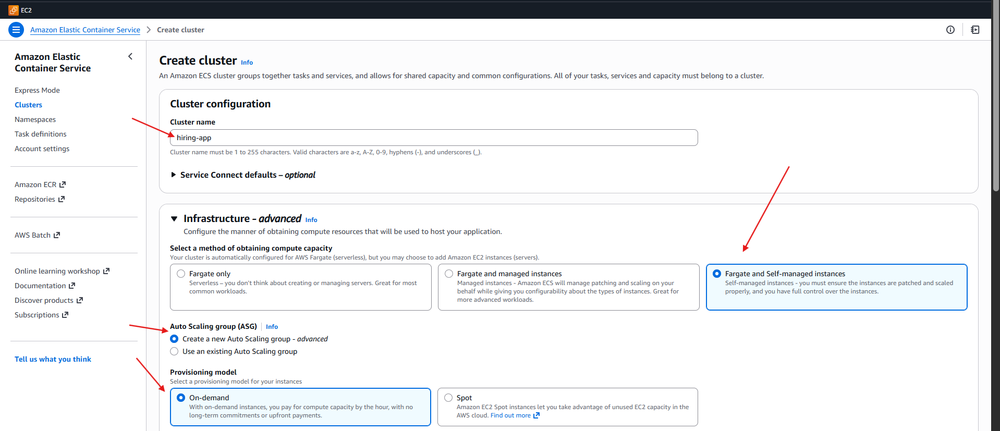 EC2
Amazon Elastic Container Service
Create cluster
Amazon Elastic
Container Service
Express Mode
Clusters
Namespaces
Task definitions
Account settings
Amazon ECR
Repositories
AWS Batch
Online learning workshop
Documentation
Discover products
Subscriptions
Tell us what you think
Create cluster Info
An Amazon ECS cluster groups together tasks and services, and allows for shared capacity and common configurations. All of your tasks, services and capacity must belong to a cluster.
Cluster configuration
Cluster name
hiring-app
Cluster name must be 1 to 255 characters. Valid characters are a-z, A-Z, 0-9, hyphens (-), and underscores (_).
Service Connect defaults – optional
Infrastructure - advanced Info
Configure the manner of obtaining compute resources that will be used to host your application.
Select a method of obtaining compute capacity
Your cluster is automatically configured for AWS Fargate (serverless), but you may choose to add Amazon EC2 instances (servers).
Fargate only
Serverless – you don't think about creating or managing servers. Great for most
common workloads.
Fargate and managed instances
Managed instances - Amazon ECS will manage patching and scaling on your
behalf while giving you configurability about the types of instances. Great for
more advanced workloads.
Fargate and Self-managed instances
Self-managed instances - you must ensure the instances are patched and scaled
properly, and you have full control over the instances.
Auto Scaling group (ASG) Info
Create a new Auto Scaling group - advanced
Use an existing Auto Scaling group
Provisioning model
Select a provisioning model for your instances
On-demand
With on-demand instances, you pay for compute capacity by the hour, with no
long-term commitments or upfront payments.
Spot
Amazon EC2 Spot instances let you take advantage of unused EC2 capacity in the
AWS cloud. Find out more